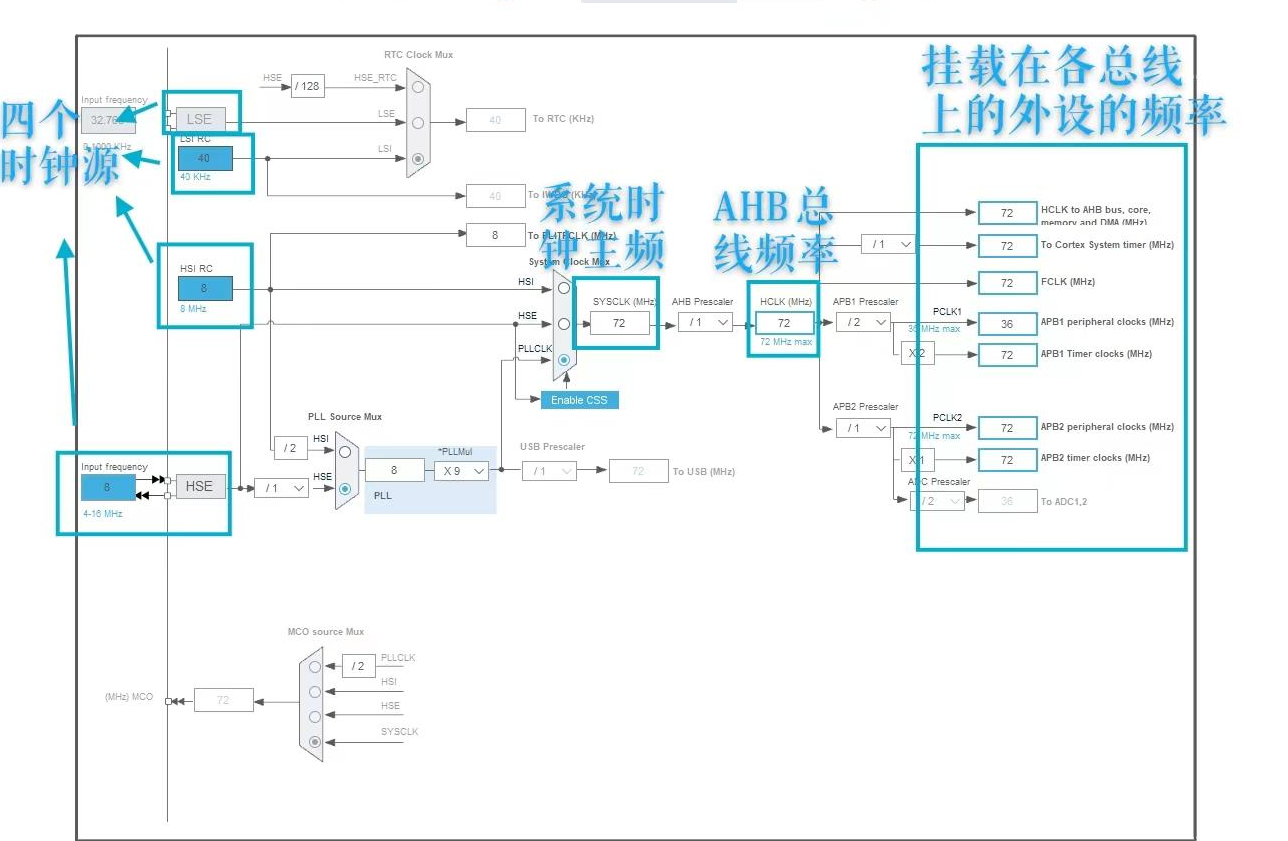 RTC Clock Mux
HSE
/ 128
HSE_RTC
Input frequency
32.768
0-1000 KHz
LSE
LSE
40
To RTC (KHz)
LSI RC
40
40 KHz
LSI
四个
时钟源
40
To IWDG (KHz)
8
To FLITFCLK (MHz)
系统时
钟主频
AHB总
线频率
挂载在各总线
上的外设的频率
HSI RC
8
8 MHz
System Clock Mux
HSI
HSE
PLLCLK
SYSCLK (MHz)
72
AHB Prescaler
/ 1
HCLK (MHz)
72
72 MHz max
APB1 Prescaler
/ 2
/ 1
72
HCLK to AHB bus, core,
memory and DMA (MHz)
72
To Cortex System timer (MHz)
72
FCLK (MHz)
PCLK1
36 MHz max
36
APB1 peripheral clocks (MHz)
X 2
72
APB1 Timer clocks (MHz)
Enable CSS
APB2 Prescaler
/ 1
PCLK2
72 MHz max
72
APB2 peripheral clocks (MHz)
X 1
72
APB2 timer clocks (MHz)
ADC Prescaler
/ 2
36
To ADC1,2
PLL Source Mux
/ 2
HSI
HSE
Input frequency
8
4-16 MHz
HSE
/ 1
8
*PLLMul
X 9
PLL
USB Prescaler
/ 1
72
To USB (MHz)
MCO source Mux
/ 2
PLLCLK
HSI
HSE
SYSCLK
(MHz) MCO
72